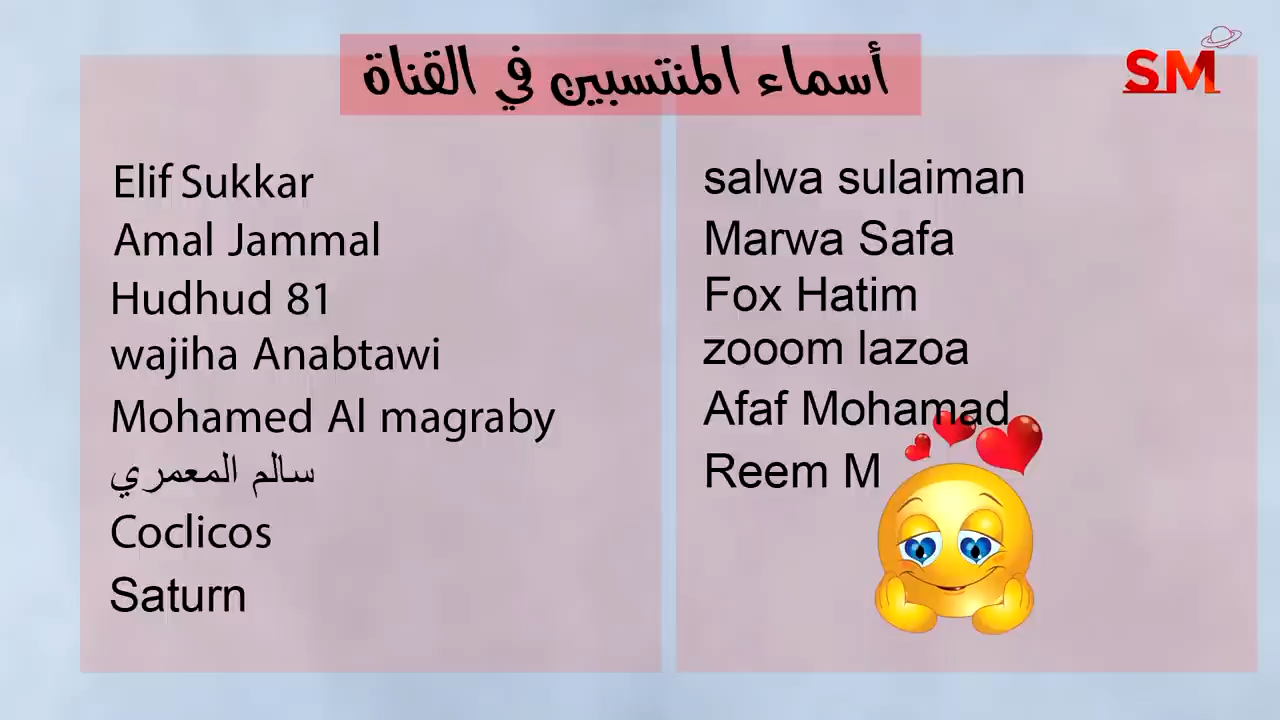 أسماء المنتسبين في القناة
SM
Elif Sukkar
Amal Jammal
Hudhud 81
wajiha Anabtawi
Mohamed Al magraby
سالم المعمري
Coclicos
Saturn
salwa sulaiman
Marwa Safa
Fox Hatim
zooom lazoa
Afaf Mohamad
Reem M